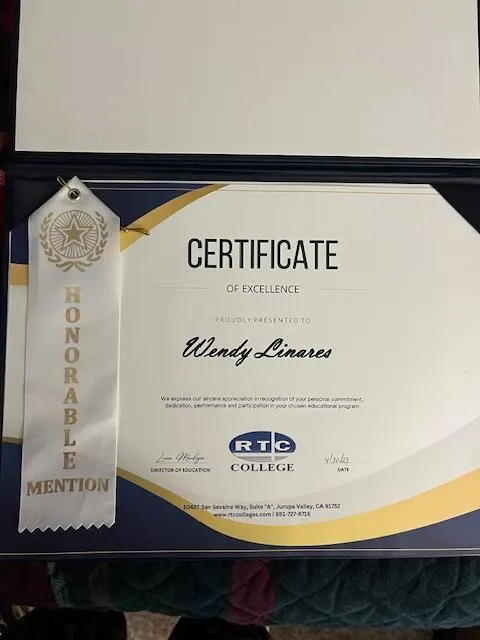 HONORABLE
MENTION
CERTIFICATE
OF EXCELLENCE
PROUDLY PRESENTED TO
Wendy Linares
We express our sincere appreciation in recognition of your personal commitment,
dedication, performance and participation in your chosen educational program
DIRECTOR OF EDUCATION
RTC
COLLEGE
DATE
10427 San Sevaine Way, Suite "A", Jurupa Valley, CA 91752
www.rtccolleges.com | 951-727-8716